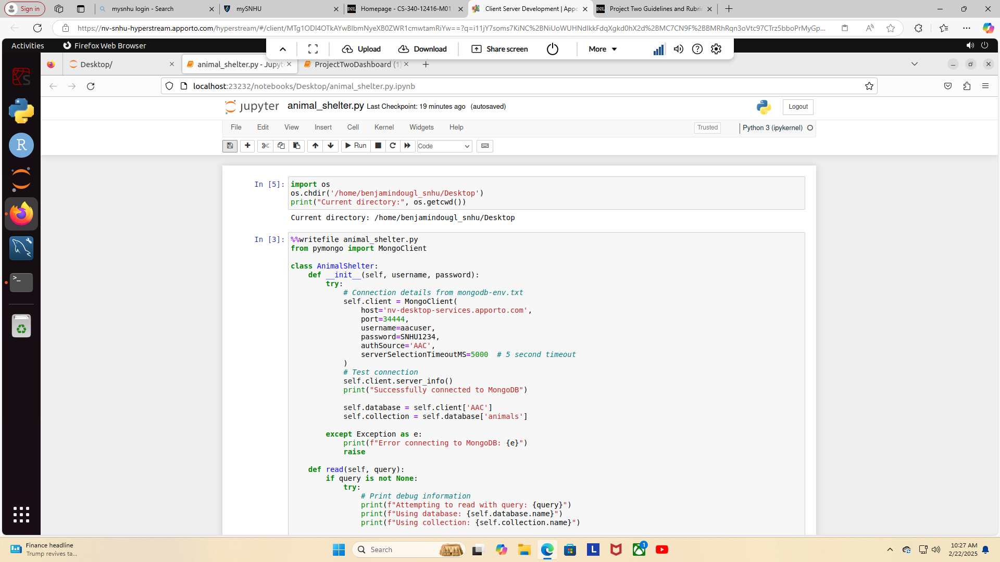 Sign in
mysnhu login - Search
mySNHU
Homepage - CS-340-12416-M01
Client Server Development | Appo
Project Two Guidelines and Rubric
https://nv-snhu-hyperstream.apporto.com/hyperstream/#/client/MTg1ODI4OTkAYwBIbmNyeXB0ZWR1cmwtamRiYw==?q=i11jY7soms7KiNC%2BNiUoWUHNdIkkFdqXgkd0hX2d%2BMC7CN9F%2BBMRhRqn3oVtc97CTrz5bboPrMyGp...
Activities
Firefox Web Browser
Upload
Download
Share screen
More
Desktop/
animal_shelter.py - Jupyt
ProjectTwoDashboard (1)
localhost:23232/notebooks/Desktop/animal_shelter.py.ipynb
jupyter
animal_shelter.py Last Checkpoint: 19 minutes ago (autosaved)
Logout
File
Edit
View
Insert
Cell
Kernel
Widgets
Help
Trusted
Python 3 (ipykernel)
Run
Code
In [5]:
import os
os.chdir('/home/benjamindougl_snhu/Desktop')
print("Current directory:", os.getcwd())
Current directory: /home/benjamindougl_snhu/Desktop
In [3]:
%%writefile animal_shelter.py
from pymongo import MongoClient
class AnimalShelter:
def __init__(self, username, password):
try:
# Connection details from mongodb-env.txt
self.client = MongoClient(
host='nv-desktop-services.apporto.com',
port=34444,
username=aacuser,
password=SNHU1234,
authSource='AAC',
serverSelectionTimeoutMS=5000  # 5 second timeout
)
# Test connection
self.client.server_info()
print("Successfully connected to MongoDB")
self.database = self.client['AAC']
self.collection = self.database['animals']
except Exception as e:
print(f"Error connecting to MongoDB: {e}")
raise
def read(self, query):
if query is not None:
try:
# Print debug information
print(f"Attempting to read with query: {query}")
print(f"Using database: {self.database.name}")
print(f"Using collection: {self.collection.name}")
Finance headline
Trump revives ta...
Search
1
10:27 AM
2/22/2025